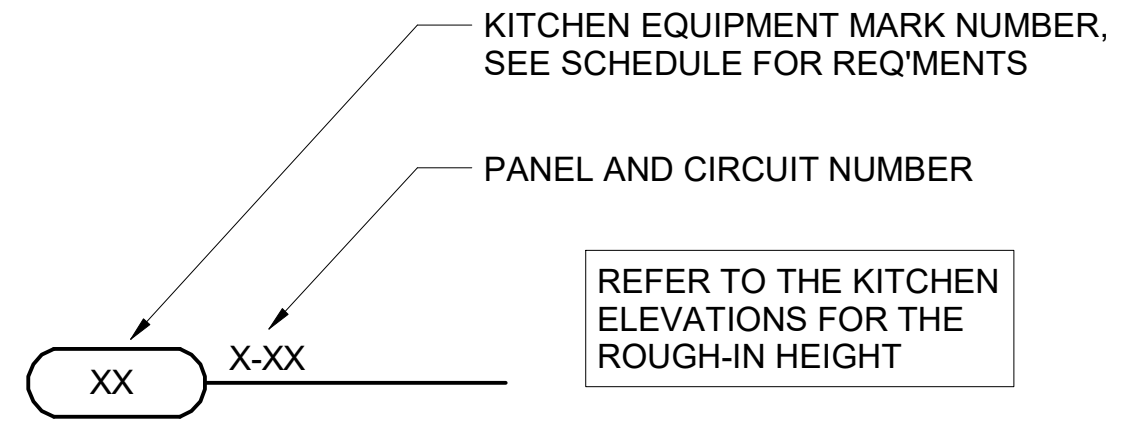 KITCHEN EQUIPMENT MARK NUMBER,
SEE SCHEDULE FOR REQ'MENTS
PANEL AND CIRCUIT NUMBER
REFER TO THE KITCHEN
ELEVATIONS FOR THE
ROUGH-IN HEIGHT
X-XX
XX